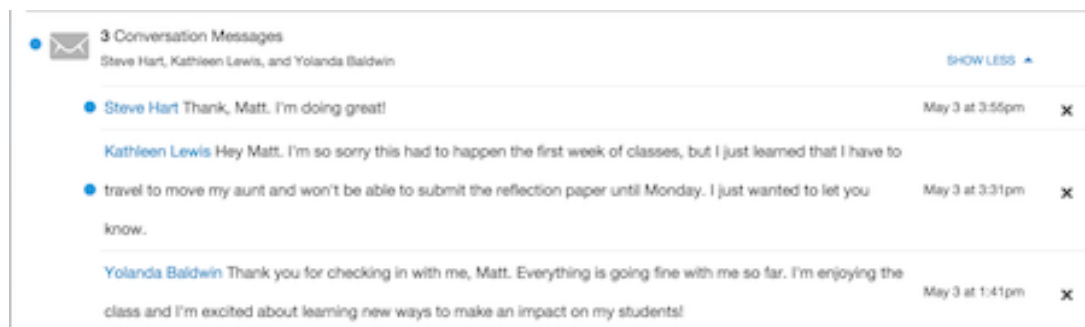 3 Conversation Messages
Steve Hart, Kathleen Lewis, and Yolanda Baldwin
SHOW LESS
Steve Hart Thank, Matt. I'm doing great!
May 3 at 3:55pm
Kathleen Lewis Hey Matt. I'm so sorry this had to happen the first week of classes, but I just learned that I have to
travel to move my aunt and won't be able to submit the reflection paper until Monday. I just wanted to let you
know.
May 3 at 3:31pm
Yolanda Baldwin Thank you for checking in with me, Matt. Everything is going fine with me so far. I'm enjoying the
class and I'm excited about learning new ways to make an impact on my students!
May 3 at 1:41pm